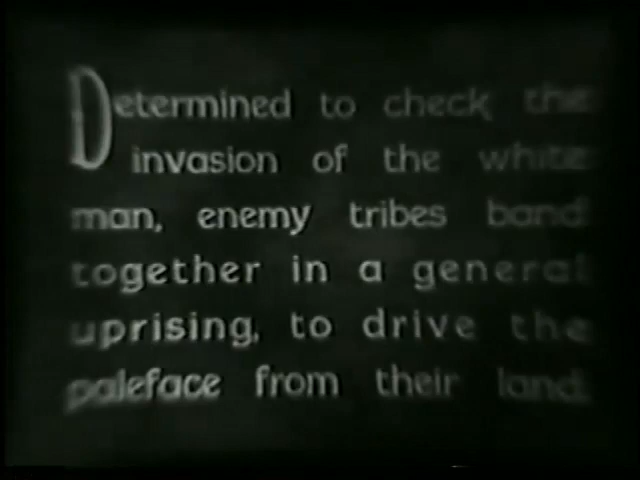 Determined to check the
invasion of the white
man, enemy tribes band
together in a general
uprising, to drive the
paleface from their land.